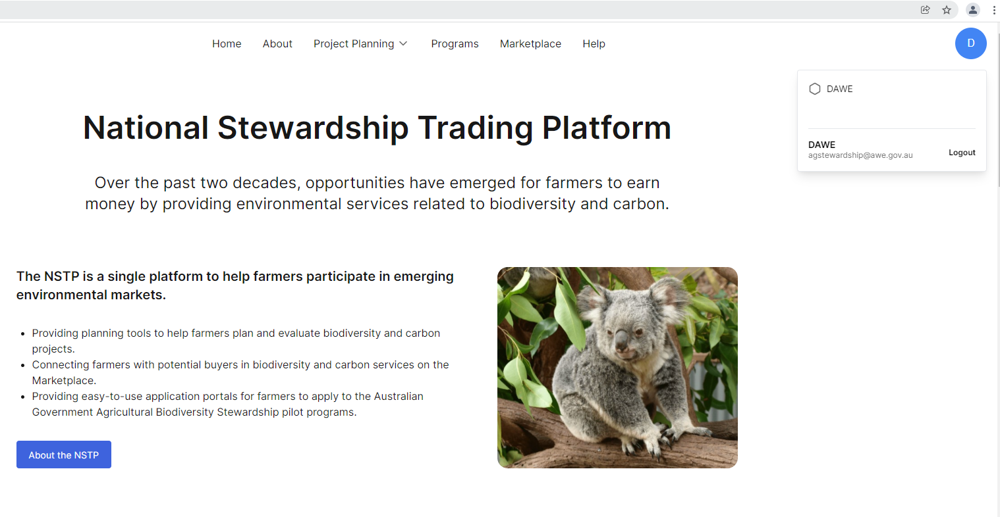 Home About Project Planning Programs Marketplace Help
D
DAWE
DAWE
agstewardship@awe.gov.au
Logout
National Stewardship Trading Platform
Over the past two decades, opportunities have emerged for farmers to earn
money by providing environmental services related to biodiversity and carbon.
The NSTP is a single platform to help farmers participate in emerging
environmental markets.
Providing planning tools to help farmers plan and evaluate biodiversity and carbon
projects.
Connecting farmers with potential buyers in biodiversity and carbon services on the
Marketplace.
Providing easy-to-use application portals for farmers to apply to the Australian
Government Agricultural Biodiversity Stewardship pilot programs.
About the NSTP